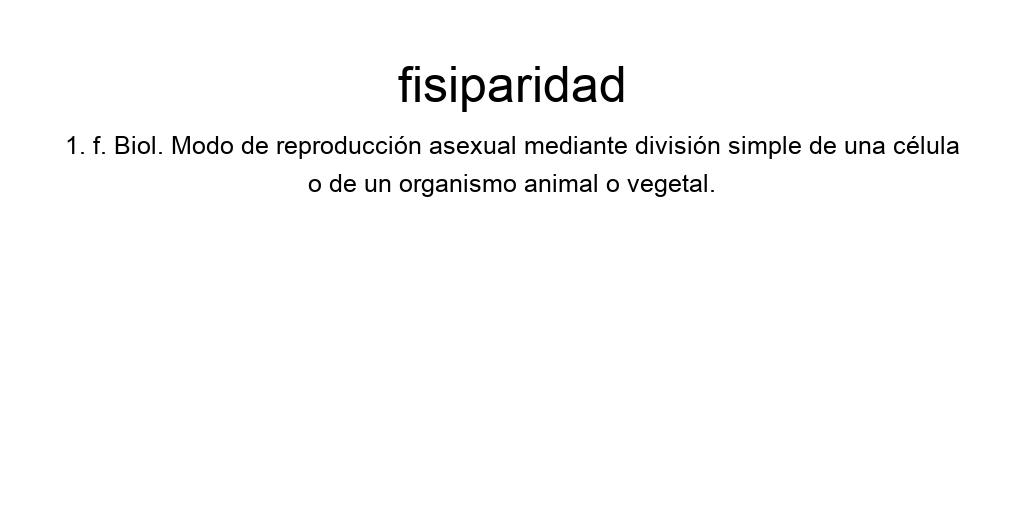 fisiparidad
1. f. Biol. Modo de reproducción asexual mediante división simple de una célula
o de un organismo animal o vegetal.